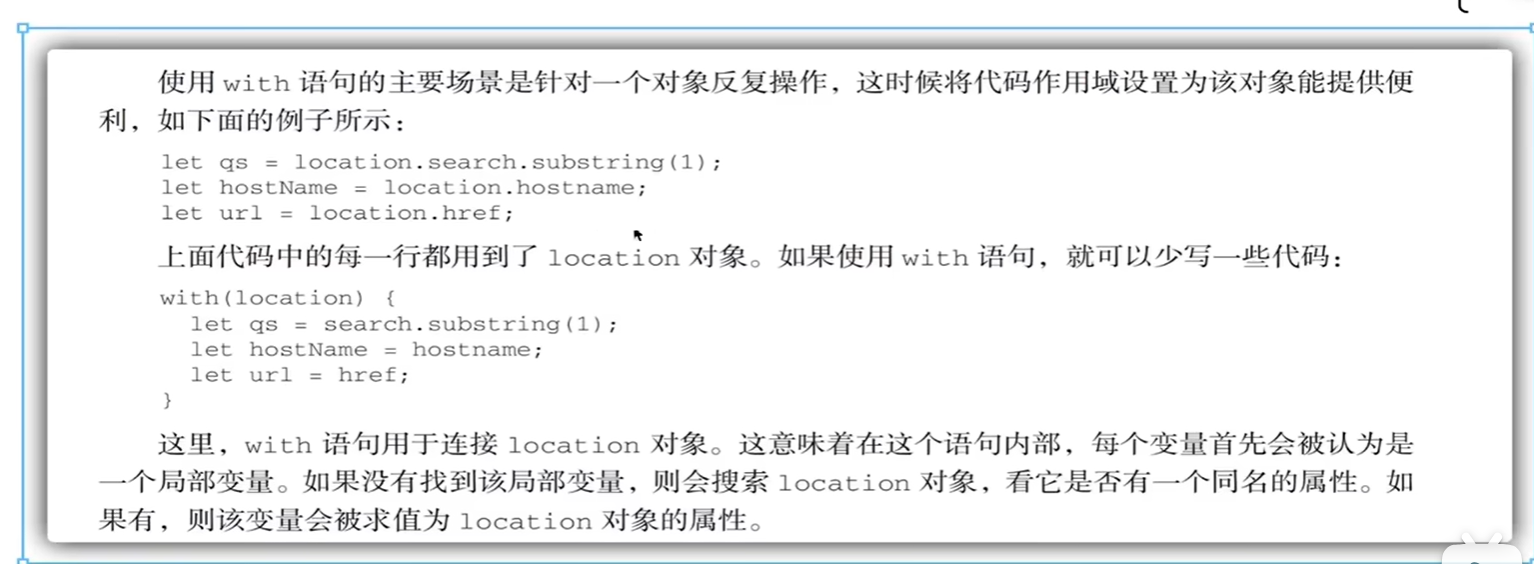 使用 with 语句的主要场景是针对一个对象反复操作，这时候将代码作用域设置为该对象能提供便
利，如下面的例子所示：
let qs = location.search.substring(1);
let hostName = location.hostname;
let url = location.href;
上面代码中的每一行都用到了 location 对象。如果使用 with 语句，就可以少写一些代码：
with(location) {
let qs = search.substring(1);
let hostName = hostname;
let url = href;
}
这里，with 语句用于连接 location 对象。这意味着在这个语句内部，每个变量首先会被认为是
一个局部变量。如果没有找到该局部变量，则会搜索 location 对象，看它是否有一个同名的属性。如
果有，则该变量会被求值为 location 对象的属性。